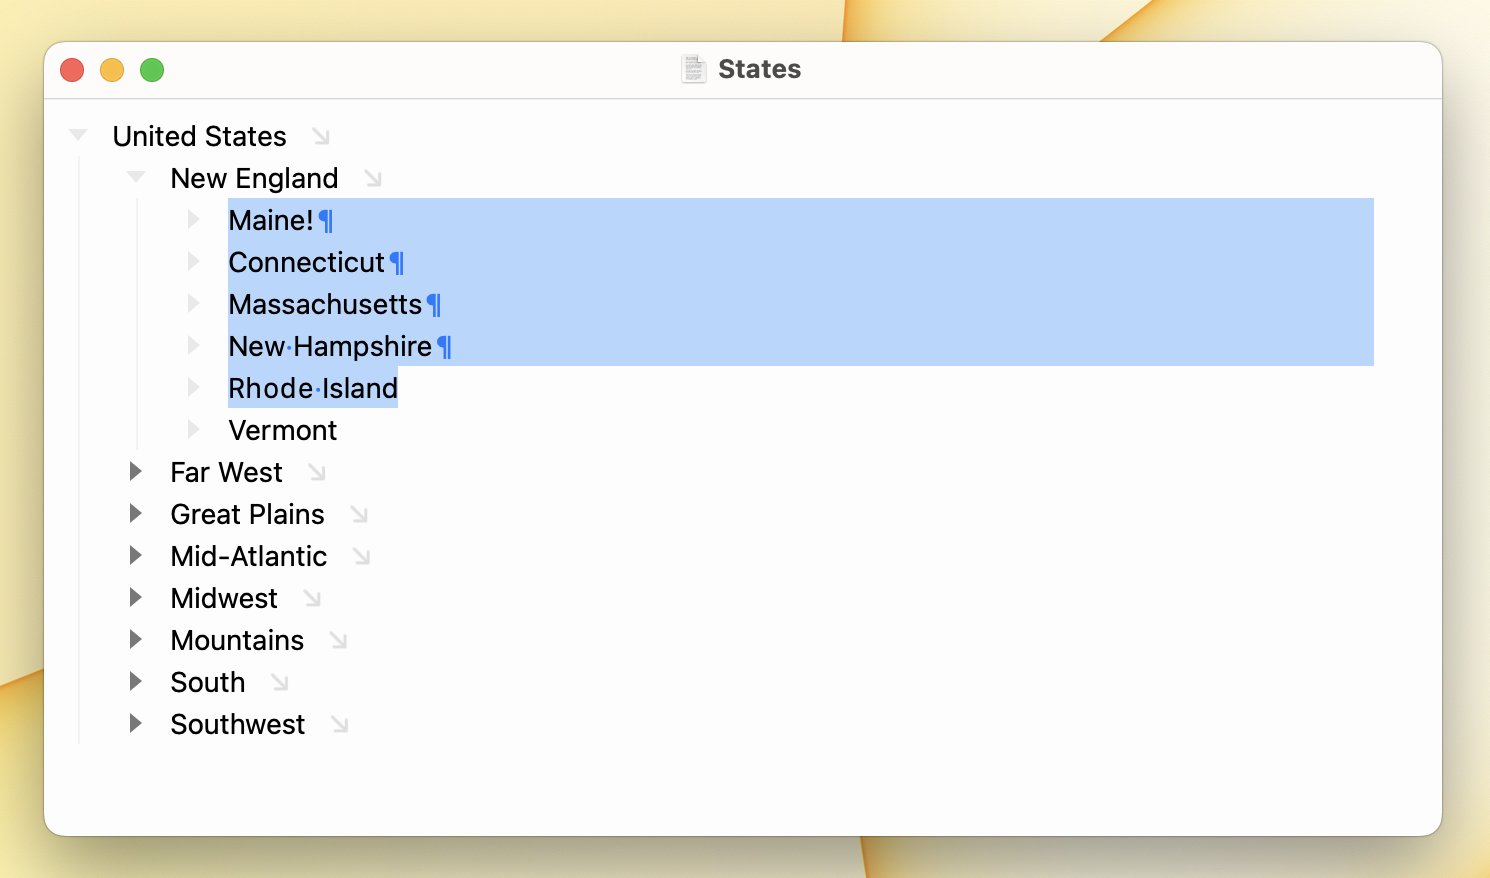 States
United States
New England
Maine!¶
Connecticut¶
Massachusetts¶
New·Hampshire¶
Rhode·Island
Vermont
Far West
Great Plains
Mid-Atlantic
Midwest
Mountains
South
Southwest